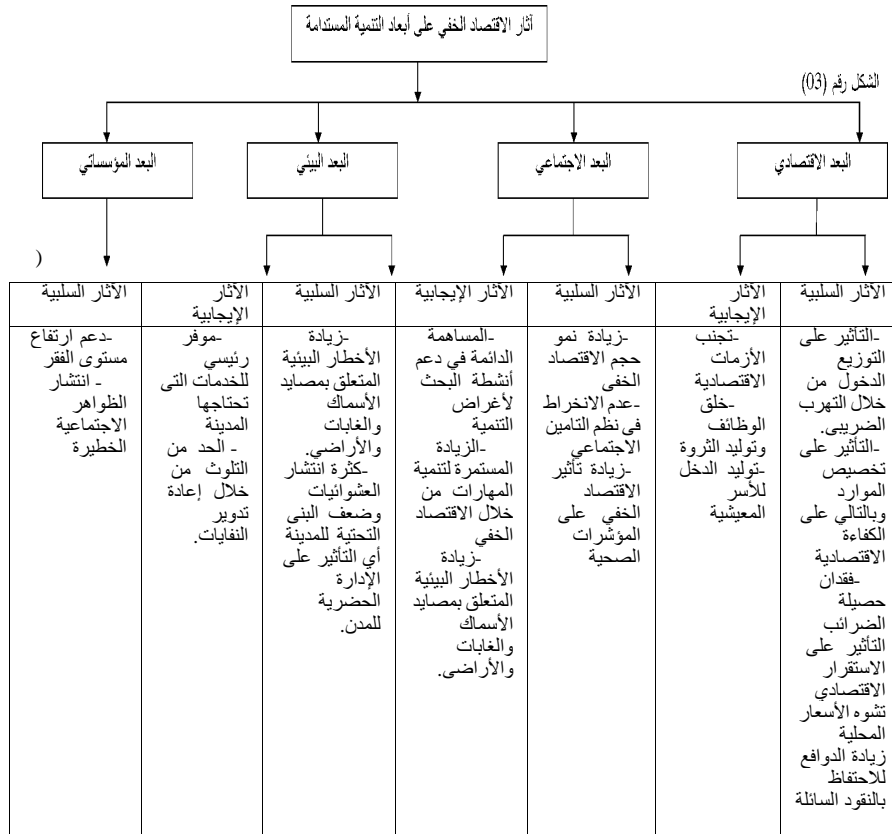 آثار الاقتصاد الخفي على أبعاد التنمية المستدامة
الشكل رقم (03)
البعد الاقتصادي
البعد الاجتماعي
البعد البيئي
البعد المؤسساتي
(
الآثار السلبية
-التأثير على
التوزيع
الدخول من
خلال التهرب
الضريبي.
-التأثير على
تخصيص
الموارد
وبالتالي على
الكفاءة
الاقتصادية
-فقدان
حصيلة
الضرائب
التأثير على
الاستقرار
الاقتصادي
تشوه الأسعار
المحلية
زيادة الدوافع
للاحتفاظ
بالنقود السائلة
الآثار
الإيجابية
-تجنب
الأزمات
الاقتصادية
-خلق
الوظائف
وتوليد الثروة
-توليد الدخل
للأسر
المعيشية
الآثار السلبية
-زيادة نمو
حجم الاقتصاد
الخفى
-عدم الانخراط
فى نظم التامين
الاجتماعي
-زيادة تأثير
الاقتصاد
الخفي على
المؤشرات
الصحية
الآثار الإيجابية
-المساهمة
الدائمة في دعم
أنشطة البحث
لأغراض
التنمية
-الزيادة
المستمرة لتنمية
المهارات من
خلال الاقتصاد
الخفي
-زيادة
الأخطار البيئية
المتعلق بمصايد
الأسماك
والغابات
والأراضى.
الآثار السلبية
-زيادة
الأخطار البيئية
المتعلق بمصايد
الأسماك
والغابات
والأراضي.
-كثرة انتشار
العشوائيات
وضعف البنى
التحتية للمدينة
أي التأثير على
الإدارة
الحضرية
للمدن.
الآثار
الإيجابية
-موفر
رئيسي
للخدمات التى
تحتاجها
المدينة
- الحد من
التلوث من
خلال إعادة
تدوير
النفايات.
الآثار السلبية
-دعم ارتفاع
مستوى الفقر
- انتشار
الظواهر
الاجتماعية
الخطيرة